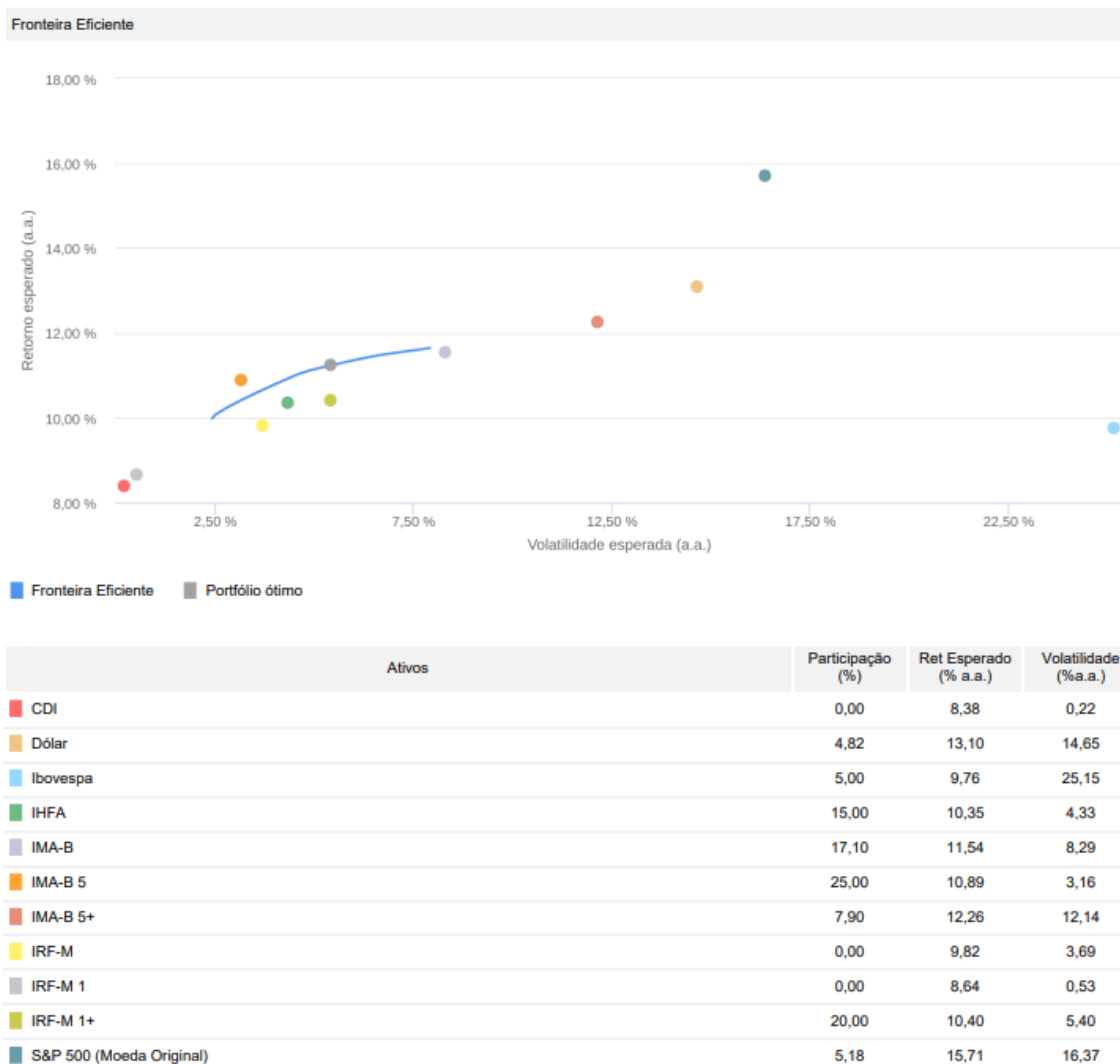 Fronteira Eficiente
18,00 %
16,00 %
14,00 %
12,00 %
10,00 %
8,00 %
Retorno esperado (a.a.)
2,50 % 7,50 % 12,50 % 17,50 % 22,50 %
Volatilidade esperada (a.a.)
Fronteira Eficiente Portfólio ótimo
Ativos Participação (%) Ret Esperado (% a.a.) Volatilidade (%a.a.)
CDI 0,00 8,38 0,22
Dólar 4,82 13,10 14,65
Ibovespa 5,00 9,76 25,15
IHFA 15,00 10,35 4,33
IMA-B 17,10 11,54 8,29
IMA-B 5 25,00 10,89 3,16
IMA-B 5+ 7,90 12,26 12,14
IRF-M 0,00 9,82 3,69
IRF-M 1 0,00 8,64 0,53
IRF-M 1+ 20,00 10,40 5,40
S&P 500 (Moeda Original) 5,18 15,71 16,37